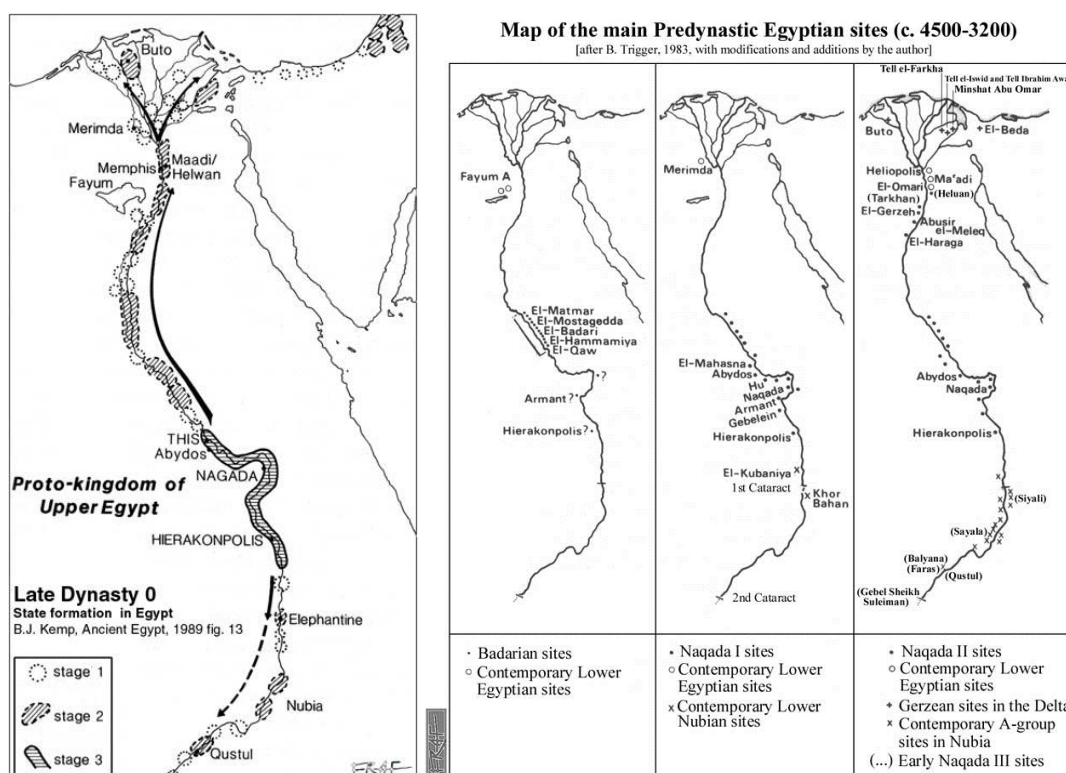 Buto
Merimda
Memphis
Maadi/
Helwan
Fayum
THIS
Abydos
NAGADA
Proto-kingdom of
Upper Egypt
HIERAKONPOLIS
Late Dynasty 0
State formation in Egypt
B.J. Kemp, Ancient Egypt, 1989 fig. 13
Elephantine
stage 1
stage 2
stage 3
Nubia
Qustul
Map of the main Predynastic Egyptian sites (c. 4500-3200)
[after B. Trigger, 1983, with modifications and additions by the author]
Fayum A
El-Matmar
El-Mostagedda
El-Badari
El-Hammamiya
El-Qaw
?
Armant ?
Hierakonpolis ?
Badarian sites
Contemporary Lower
Egyptian sites
Merimda
El-Mahasna
Abydos
Hu
Naqada
Armant
Gebelein
Hierakonpolis
El-Kubaniya
1st Cataract
Khor
Bahan
2nd Cataract
Naqada I sites
Contemporary Lower
Egyptian sites
x Contemporary Lower
Nubian sites
Tell el-Farkha
Tell el-Iswid and Tell Ibrahim Awa
Minshat Abu Omar
Buto
El-Beda
Heliopolis
Ma'adi
El-Omari
(Tarkhan)
(Heluan)
El-Gerzeh
Abusir
el-Meleq
El-Haraga
Abydos
Naqada
Hierakonpolis
(Siyali)
(Sayala)
(Balyana)
(Faras)
(Qustul)
(Gebel Sheikh
Suleiman)
Naqada II sites
Contemporary Lower
Egyptian sites
+ Gerzean sites in the Delta
x Contemporary A-group
sites in Nubia
(...) Early Naqada III sites